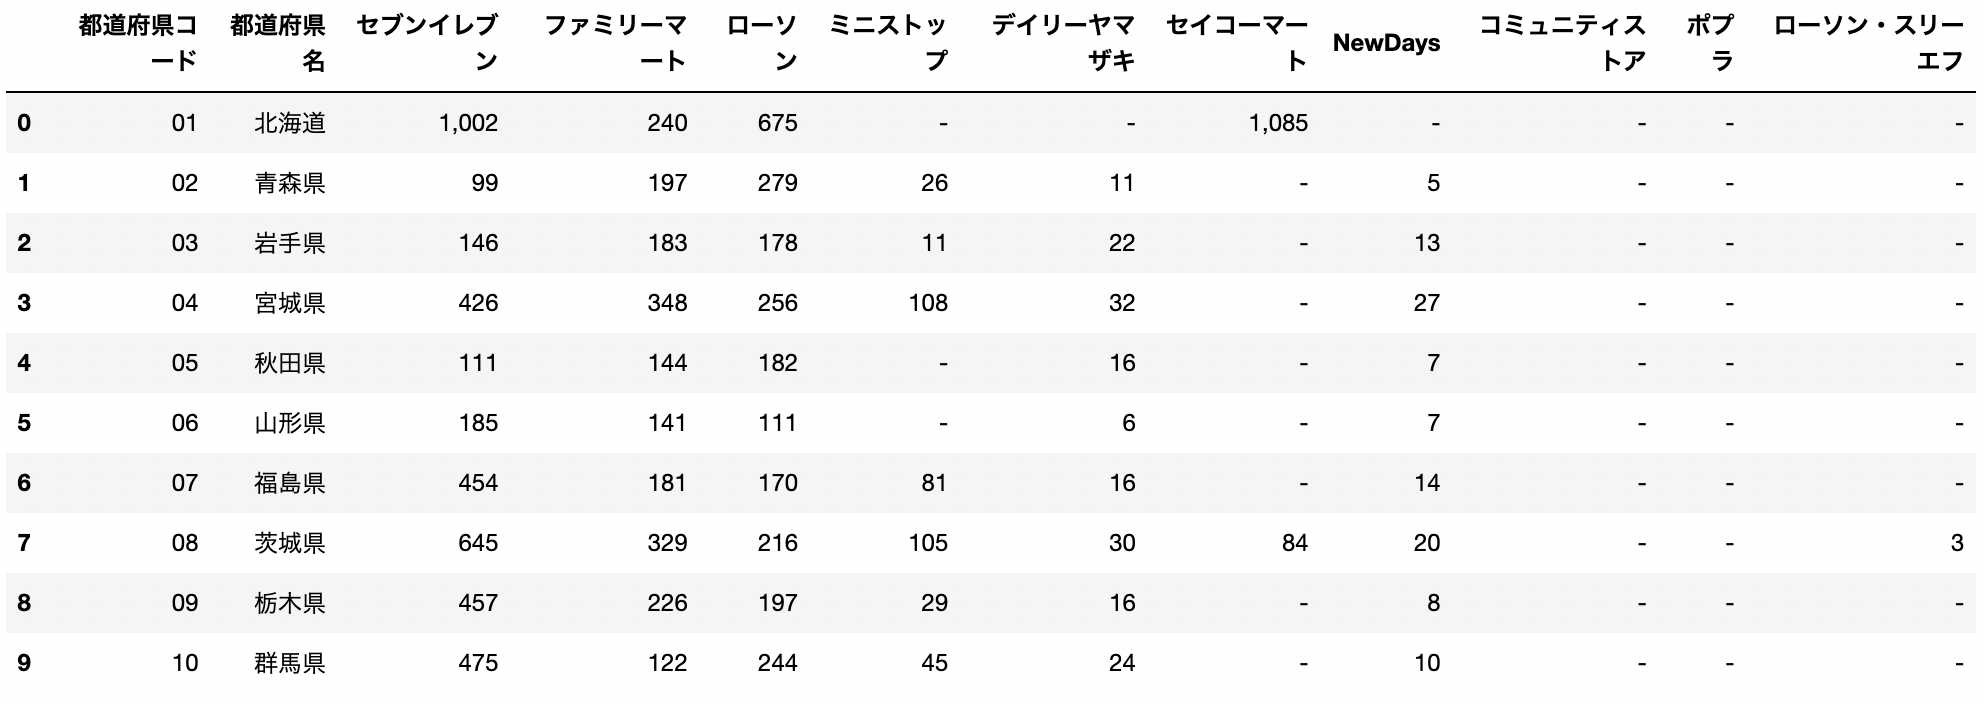 都道府県コード 都道府県名 セブンイレブン ファミリーマート ローソン ミニストップ デイリーヤマザキ セイコーマート NewDays コミュニティストア ポプラ ローソン・スリーエフ
0 01 北海道 1,002 240 675 - - 1,085 - - - -
1 02 青森県 99 197 279 26 11 - 5 - - -
2 03 岩手県 146 183 178 11 22 - 13 - - -
3 04 宮城県 426 348 256 108 32 - 27 - - -
4 05 秋田県 111 144 182 - 16 - 7 - - -
5 06 山形県 185 141 111 - 6 - 7 - - -
6 07 福島県 454 181 170 81 16 - 14 - - -
7 08 茨城県 645 329 216 105 30 84 20 - - 3
8 09 栃木県 457 226 197 29 16 - 8 - - -
9 10 群馬県 475 122 244 45 24 - 10 - - -